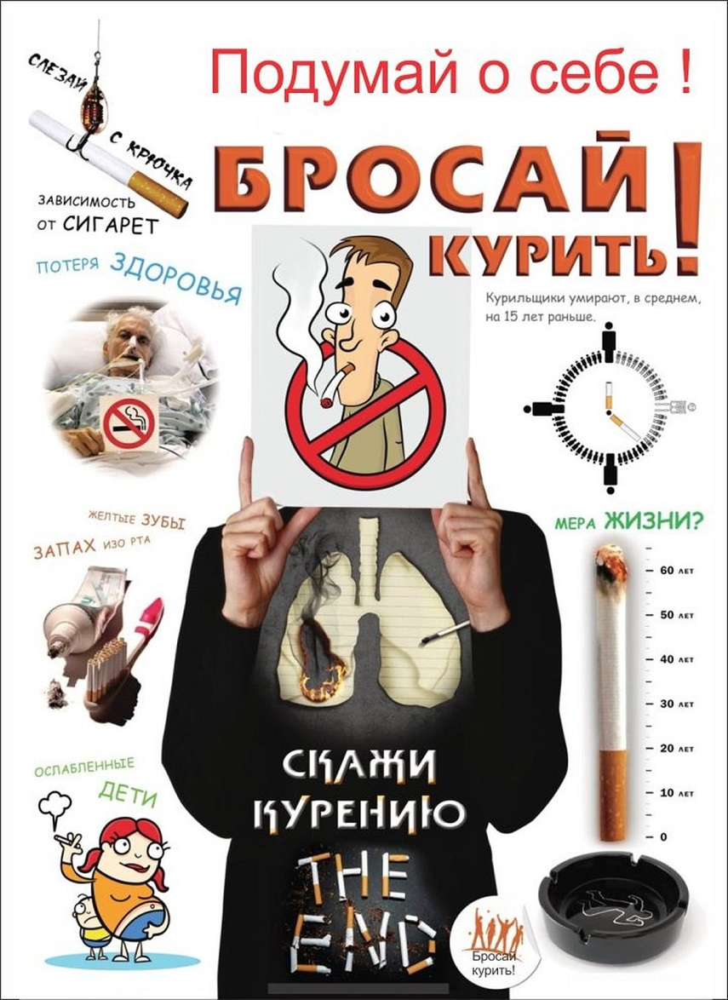 Подумай о себе !
СЛЕЗАЙ
С КРЮЧКА
БРОСАЙ
КУРИТЬ!
ЗАВИСИМОСТЬ
ОТ СИГАРЕТ
ПОТЕРЯ ЗДОРОВЬЯ
Курильщики умирают, в среднем,
на 15 лет раньше.
ЖЕЛТЫЕ ЗУБЫ
ЗАПАХ ИЗО РТА
МЕРА ЖИЗНИ?
60 ЛЕТ
50 ЛЕТ
40 ЛЕТ
30 ЛЕТ
20 ЛЕТ
10 ЛЕТ
0
ОСЛАБЛЕННЫЕ
ДЕТИ
СКАЖИ
КУРЕНИЮ
THE
END
Бросай
курить!